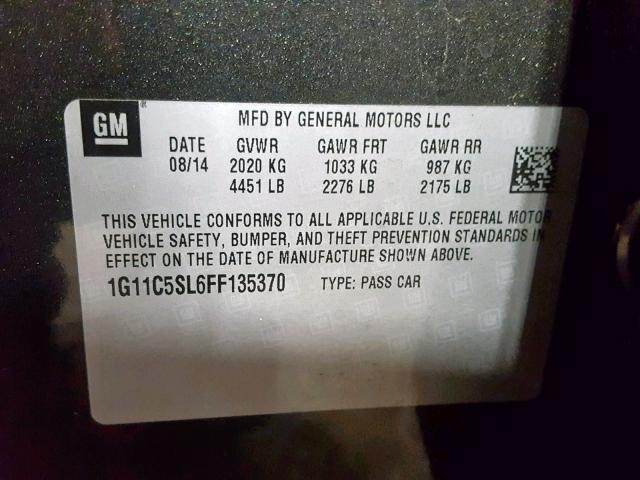 GM
MFD BY GENERAL MOTORS LLC
DATE GVWR GAWR FRT GAWR RR
08/14 2020 KG 1033 KG 987 KG
4451 LB 2276 LB 2175 LB
THIS VEHICLE CONFORMS TO ALL APPLICABLE U.S. FEDERAL MOTOR
VEHICLE SAFETY, BUMPER, AND THEFT PREVENTION STANDARDS IN
EFFECT ON THE DATE OF MANUFACTURE SHOWN ABOVE.
1G11C5SL6FF135370 TYPE: PASS CAR